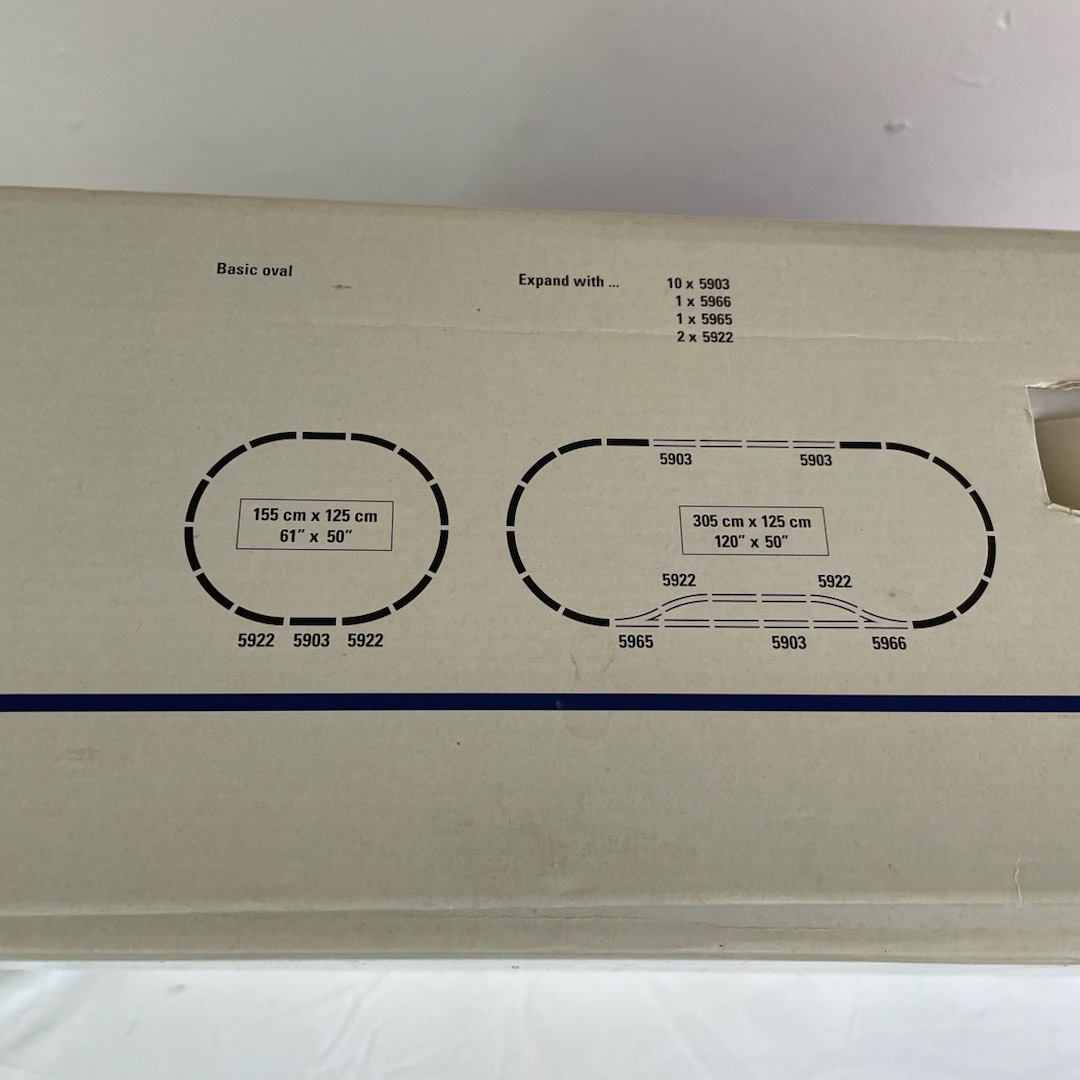 Basic oval
Expand with ... 10 x 5903
1 x 5966
1 x 5965
2 x 5922
155 cm x 125 cm
61” x 50”
5922 5903 5922
5903 5903
305 cm x 125 cm
120” x 50”
5922 5922
5965 5903 5966